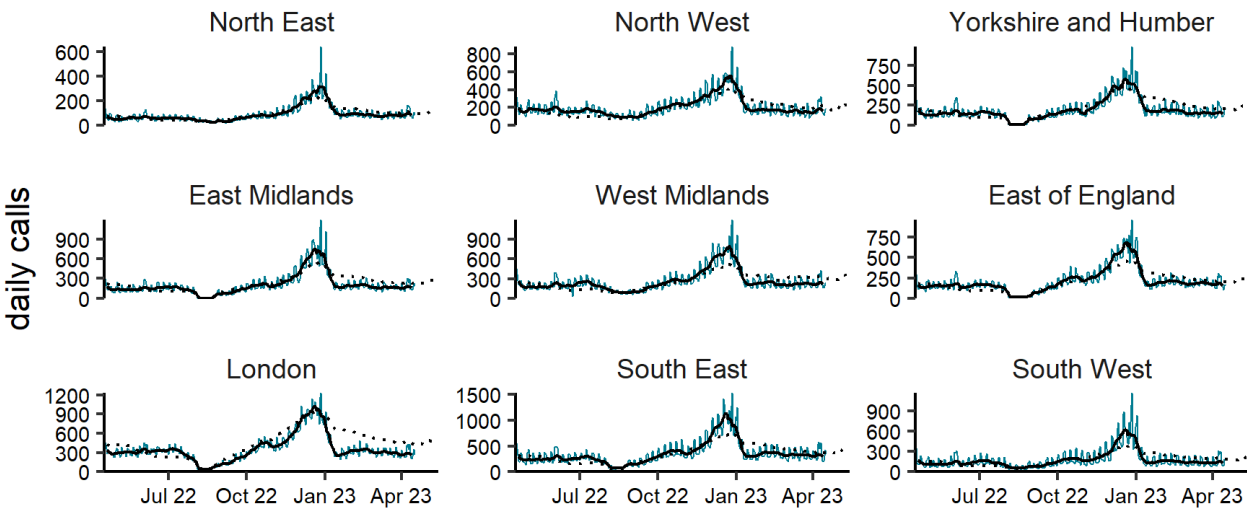 North East
North West
Yorkshire and Humber
600
400
200
0
800
600
400
200
0
750
500
250
0
East Midlands
West Midlands
East of England
900
600
300
0
900
600
300
0
750
500
250
0
daily calls
London
South East
South West
1200
900
600
300
0
1500
1000
500
0
900
600
300
0
Jul 22 Oct 22 Jan 23 Apr 23
Jul 22 Oct 22 Jan 23 Apr 23
Jul 22 Oct 22 Jan 23 Apr 23